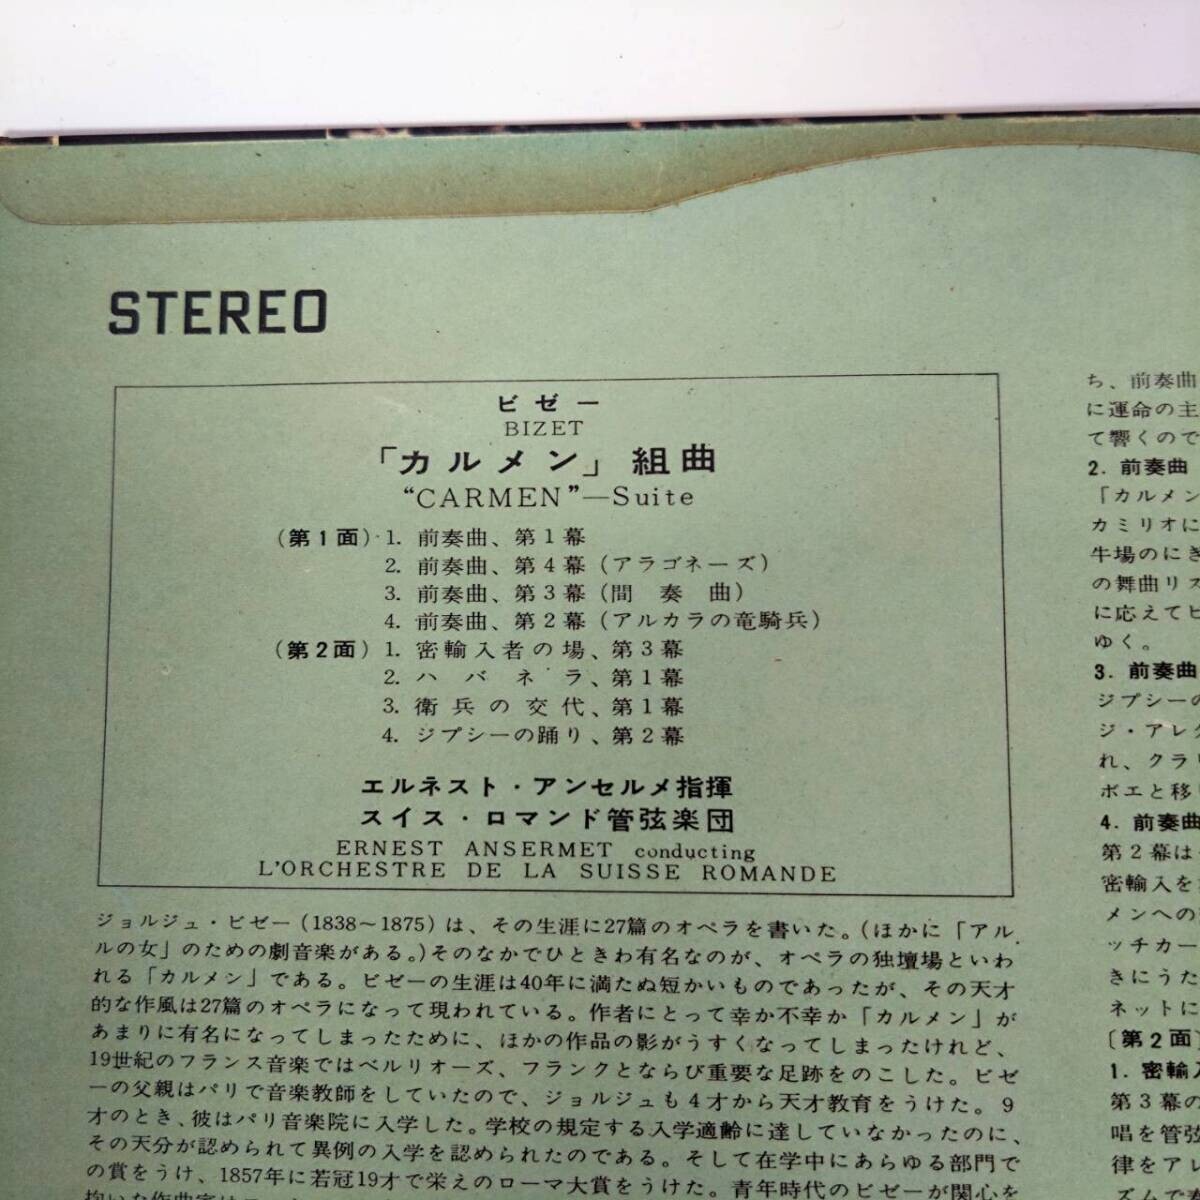 STEREO
ビゼー
BIZET
「カルメン」組曲
“CARMEN”—Suite
(第1面) 1. 前奏曲、第1幕
2. 前奏曲、第4幕 (アラゴネーズ)
3. 前奏曲、第3幕 (間奏曲)
4. 前奏曲、第2幕 (アルカラの竜騎兵)
(第2面) 1. 密輸入者の場、第3幕
2. ハバネラ、第1幕
3. 衛兵の交代、第1幕
4. ジプシーの踊り、第2幕
エルネスト・アンセルメ指揮
スイス・ロマンド管弦楽団
ERNEST ANSERMET conducting
L'ORCHESTRE DE LA SUISSE ROMANDE
ジョルジュ・ビゼー (1838〜1875) は、その生涯に27篇のオペラを書いた。(ほかに「アル
ルの女」のための劇音楽がある。) そのなかでひときわ有名なのが、オペラの独壇場といわ
れる「カルメン」である。ビゼーの生涯は40年に満たぬ短かいものであったが、その天才
的な作風は27篇のオペラになって現われている。作者にとって幸か不幸か「カルメン」が
あまりに有名になってしまったために、ほかの作品の影がうすくなってしまったけれど、
19世紀のフランス音楽ではベルリオーズ、フランクとならび重要な足跡をのこした。ビゼ
ーの父親はパリで音楽教師をしていたので、ジョルジュも4才から天才教育をうけた。9
才のとき、彼はパリ音楽院に入学した。学校の規定する入学適齢に達していなかったのに、
その天分が認められて異例の入学を認められたのである。そして在学中にあらゆる部門で
の賞をうけ、1857年に若冠19才で栄えのローマ大賞をうけた。青年時代のビゼーが関心を
ち、前奏曲
に運命の主
て響くので
2. 前奏曲
「カルメン
カミリオに
牛場のにぎ
の舞曲リズ
に応えてビ
ゆく。
3. 前奏曲
ジプシーの
ジ・アレグ
れ、クラリ
ボエと移り
4. 前奏曲
第2幕は
密輸入を
メンへの
ッチカー
きにうた
ネットに
[第2面]
1. 密輸入
第3幕の
唱を管弦
律をアレ